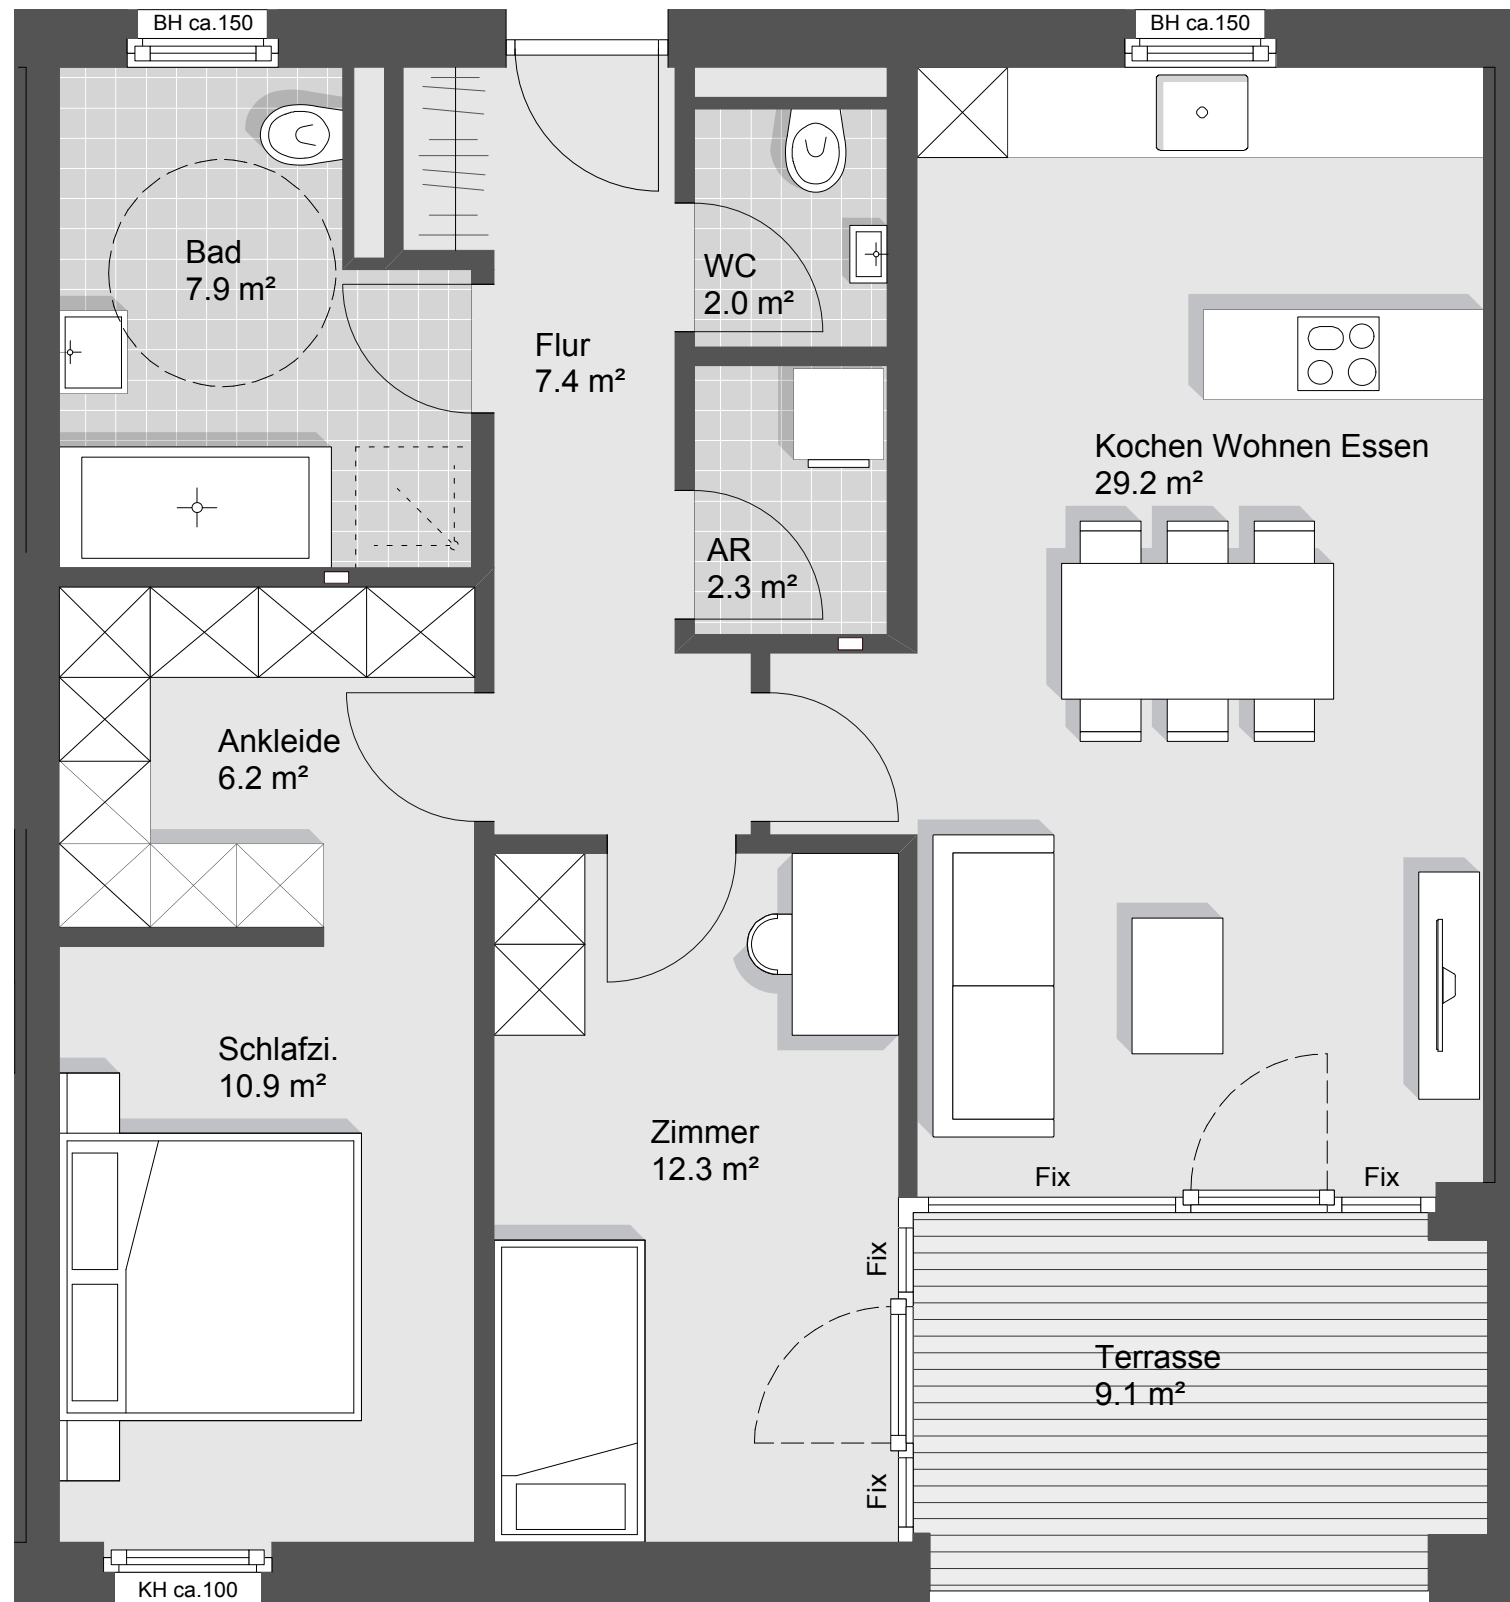 BH ca.150
BH ca.150
Bad
7.9 m²
WC
2.0 m²
Flur
7.4 m²
Kochen Wohnen Essen
29.2 m²
AR
2.3 m²
Ankleide
6.2 m²
Schlafzi.
10.9 m²
Zimmer
12.3 m²
Fix
Fix
Fix
Terrasse
9.1 m²
Fix
KH ca.100